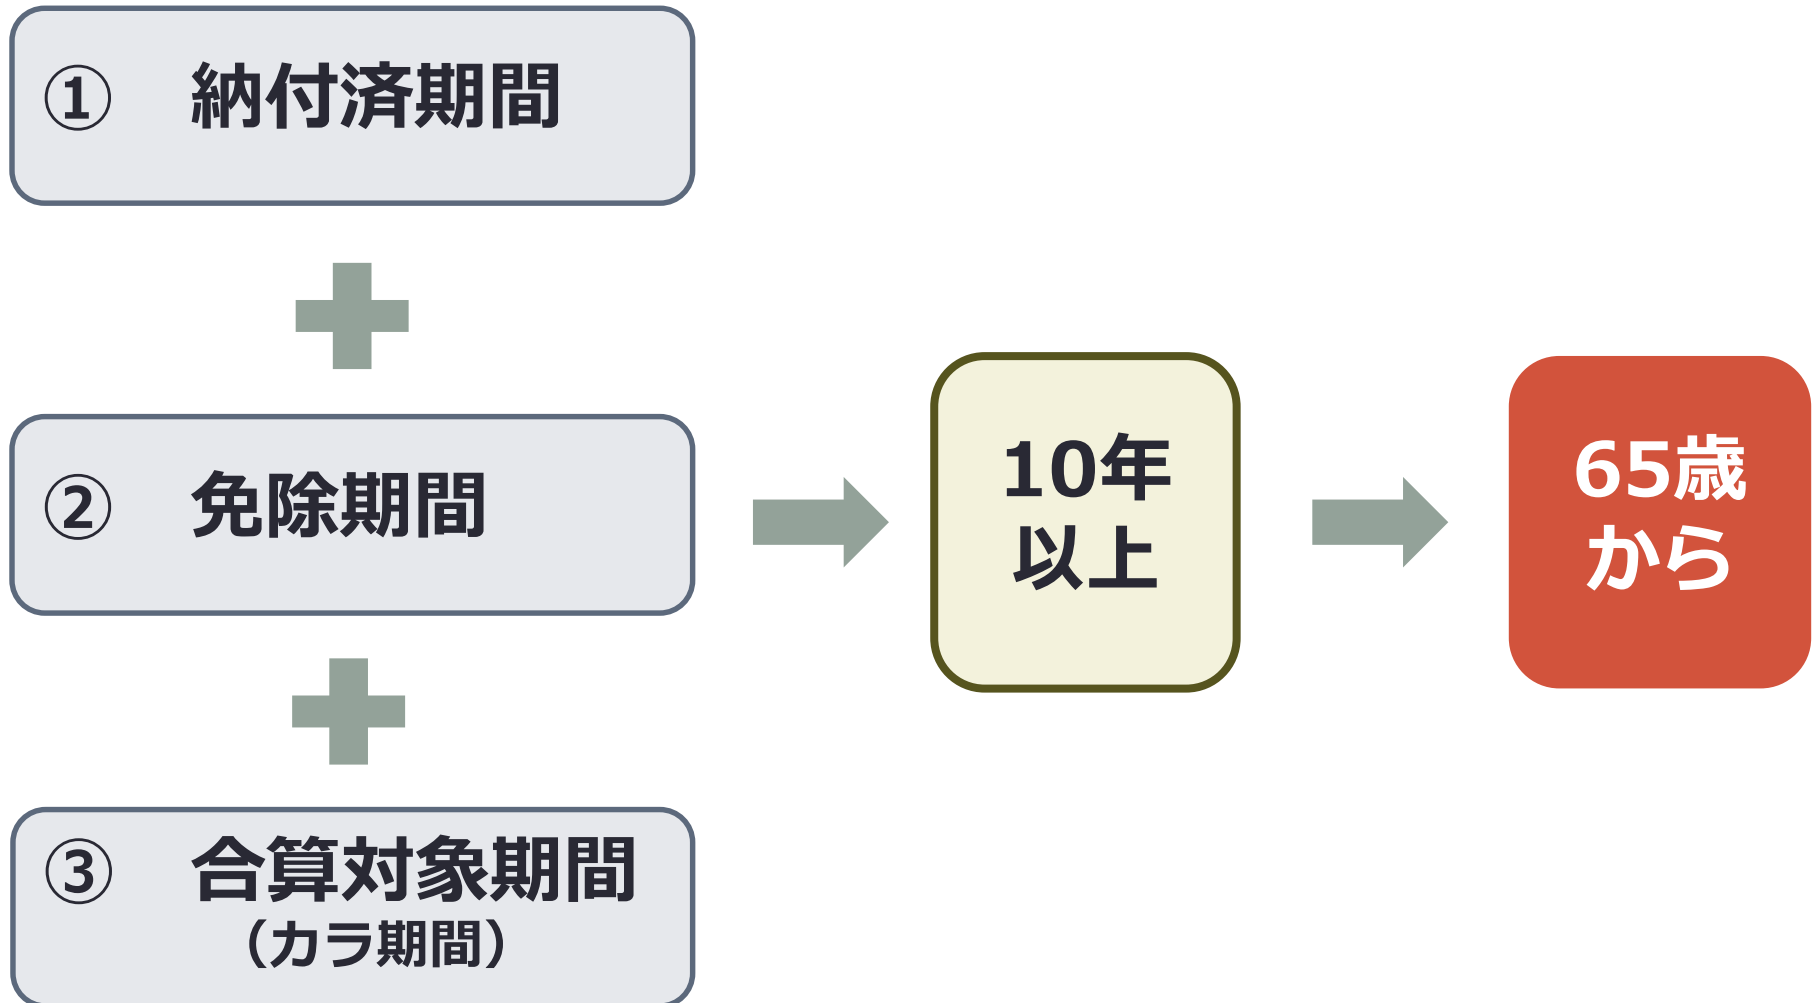 ① 納付済期間
② 免除期間
③ 合算対象期間
（カラ期間）
10年
以上
65歳
から